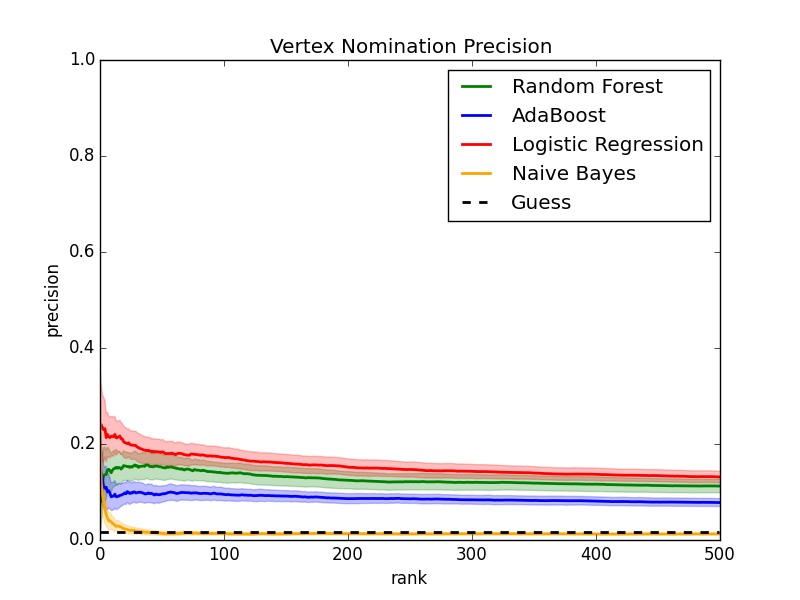 Vertex Nomination Precision
1.0
0.8
0.6
0.4
0.2
0.0
precision
Random Forest
AdaBoost
Logistic Regression
Naive Bayes
Guess
0 100 200 300 400 500
rank